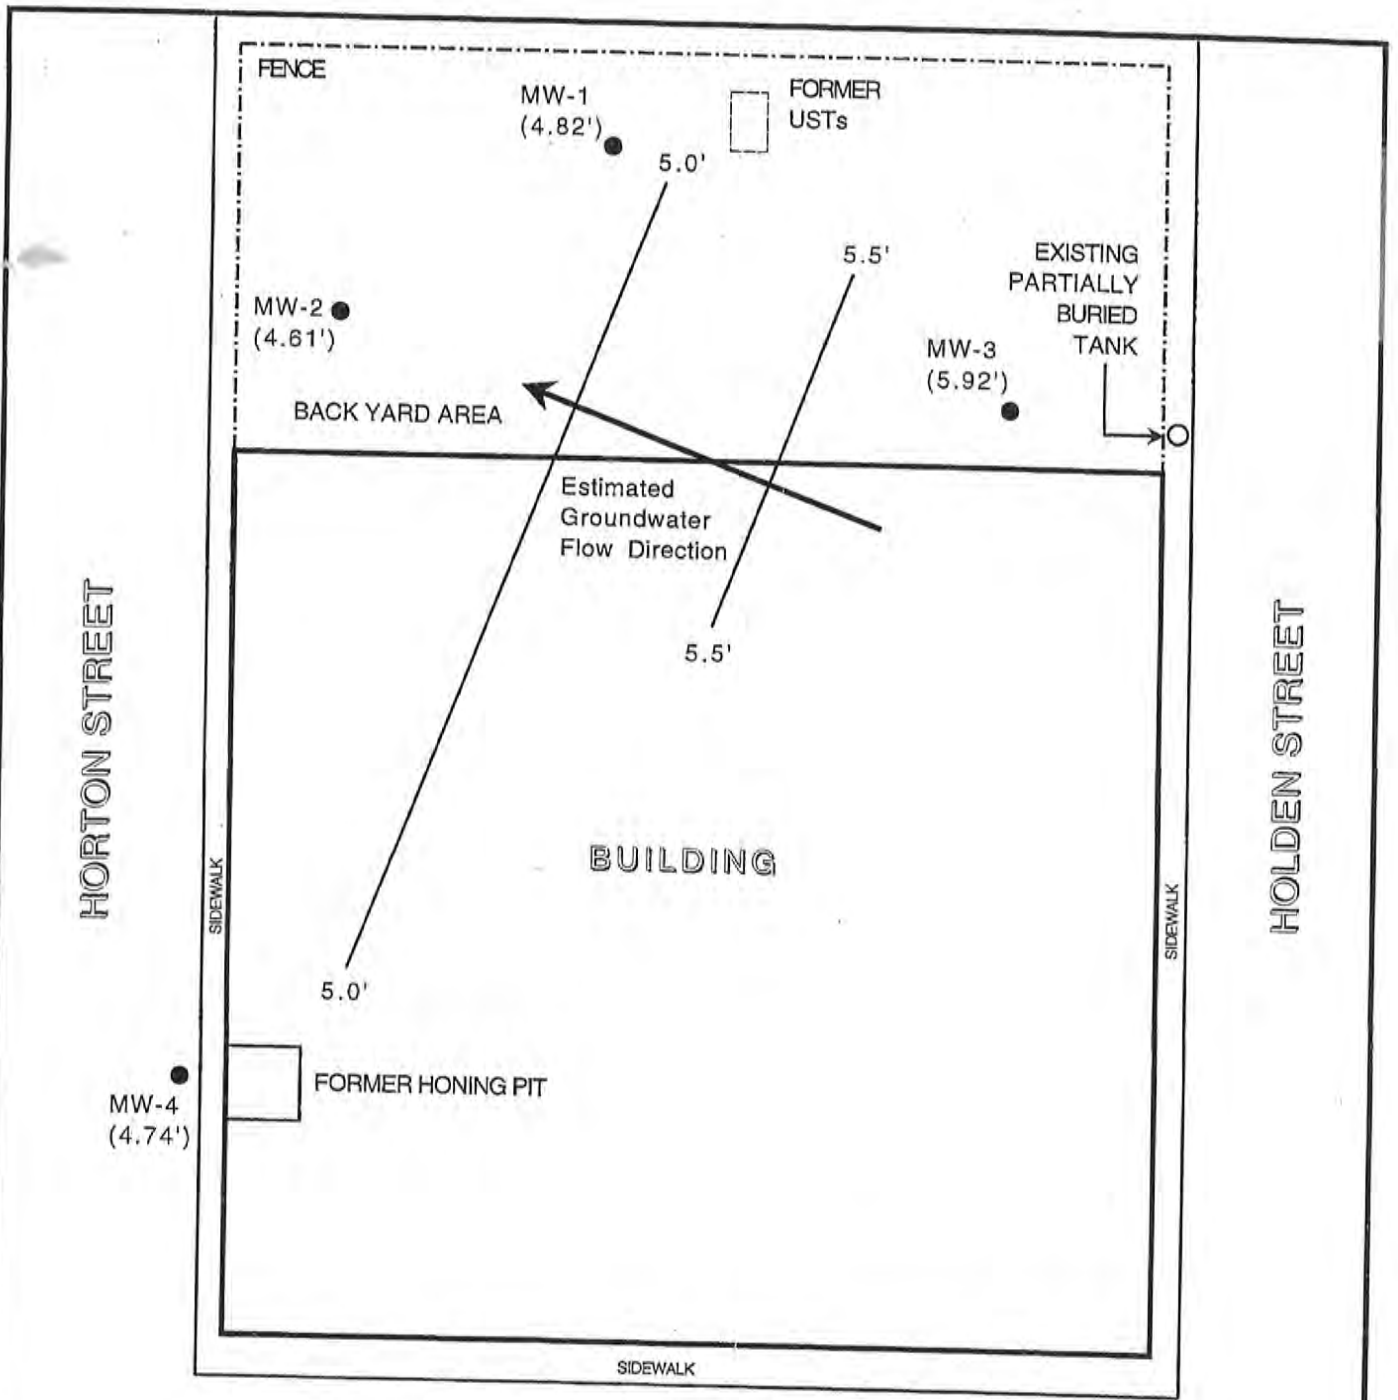 FENCE
MW-1
(4.82')
FORMER
USTs
5.0'
5.5'
EXISTING
PARTIALLY
BURIED
TANK
MW-2
(4.61')
MW-3
(5.92')
BACK YARD AREA
Estimated
Groundwater
Flow Direction
5.5'
HORTON STREET
HOLDEN STREET
BUILDING
SIDEWALK
SIDEWALK
5.0'
FORMER HONING PIT
MW-4
(4.74')
SIDEWALK